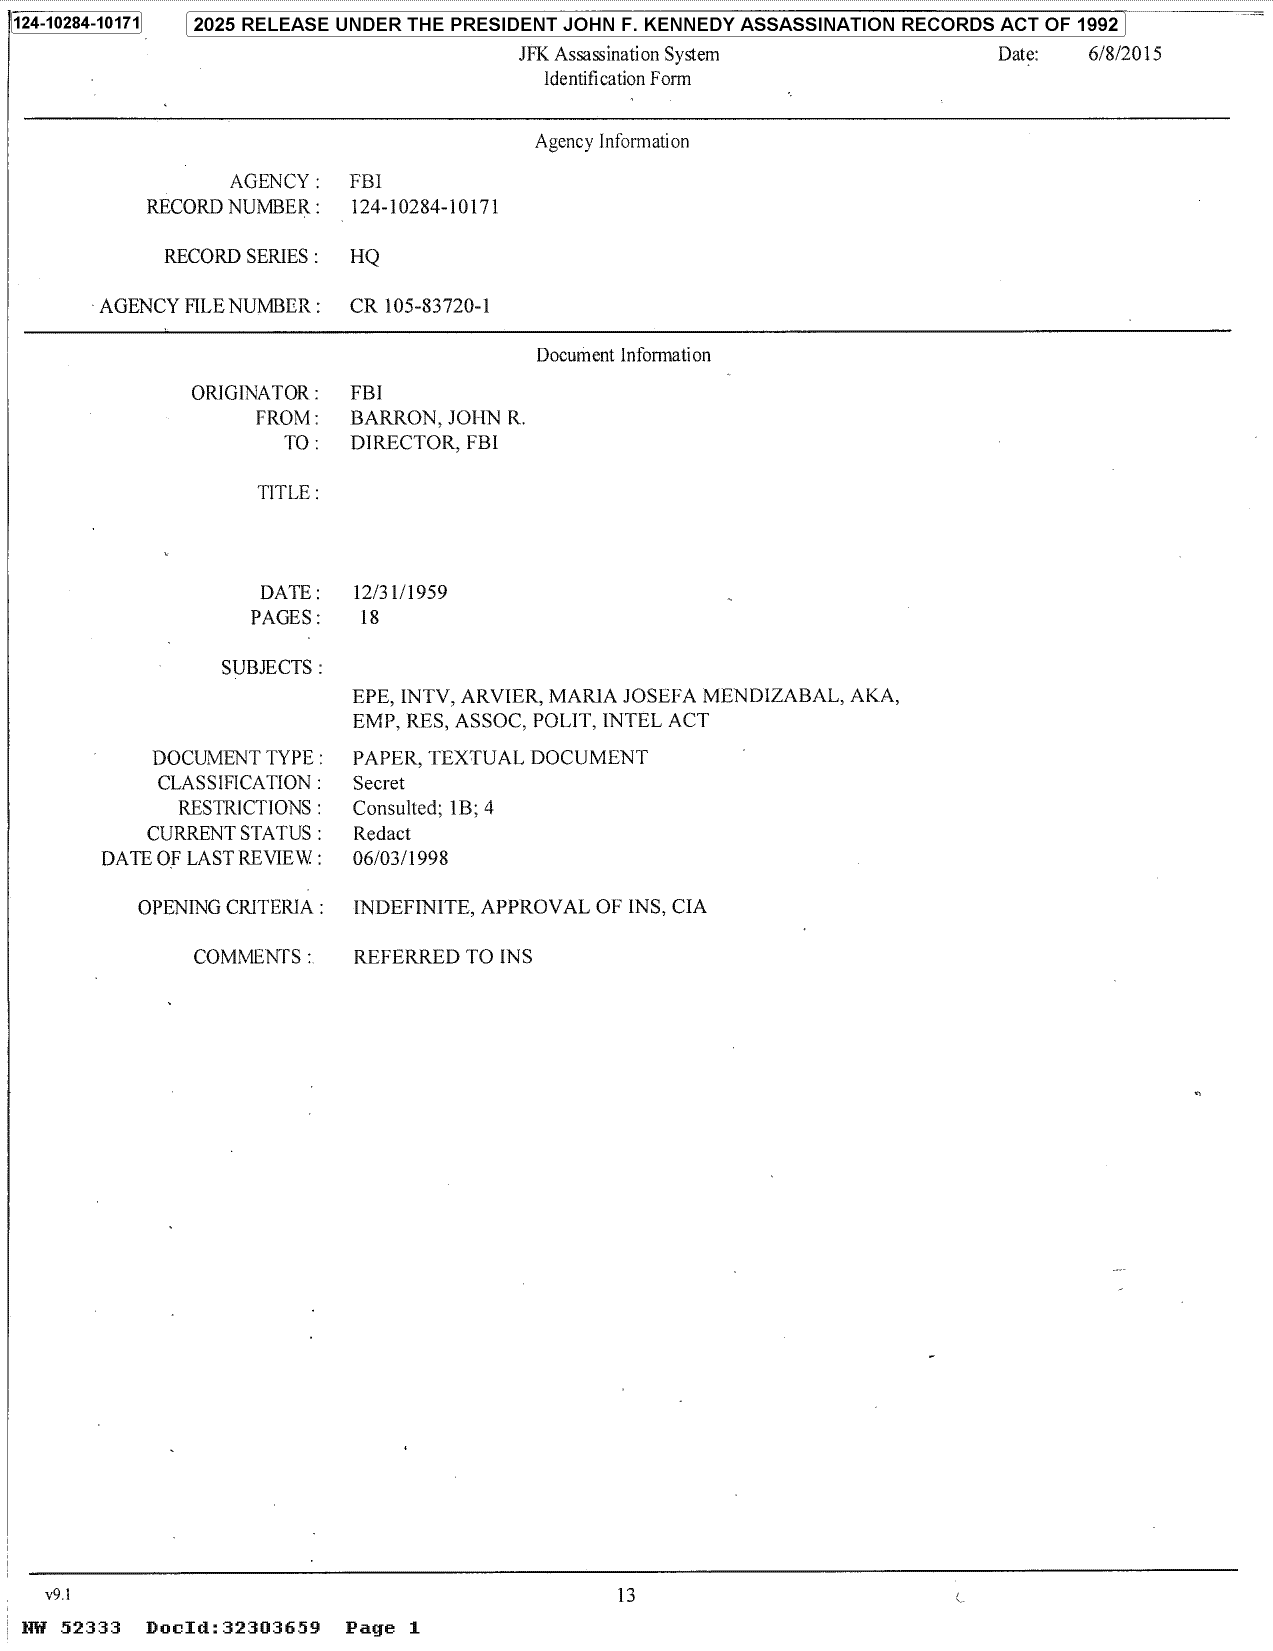 124-10284-10171 2025 RELEASE UNDER THE PRESIDENT JOHN F. KENNEDY ASSASSINATION RECORDS ACT OF 1992
JFK Assassination System Date: 6/8/2015
Identification Form
Agency Information
AGENCY : FBI
RECORD NUMBER : 124-10284-10171
RECORD SERIES : HQ
AGENCY FILE NUMBER : CR 105-83720-1
Document Information
ORIGINATOR : FBI
FROM : BARRON, JOHN R.
TO : DIRECTOR, FBI
TITLE :
DATE : 12/31/1959
PAGES : 18
SUBJECTS :
EPE, INTV, ARVIER, MARIA JOSEFA MENDIZABAL, AKA,
EMP, RES, ASSOC, POLIT, INTEL ACT
DOCUMENT TYPE : PAPER, TEXTUAL DOCUMENT
CLASSIFICATION : Secret
RESTRICTIONS : Consulted; 1B; 4
CURRENT STATUS : Redact
DATE OF LAST REVIEW : 06/03/1998
OPENING CRITERIA : INDEFINITE, APPROVAL OF INS, CIA
COMMENTS : REFERRED TO INS
v9.1 13
NW 52333 DocId:32303659 Page 1